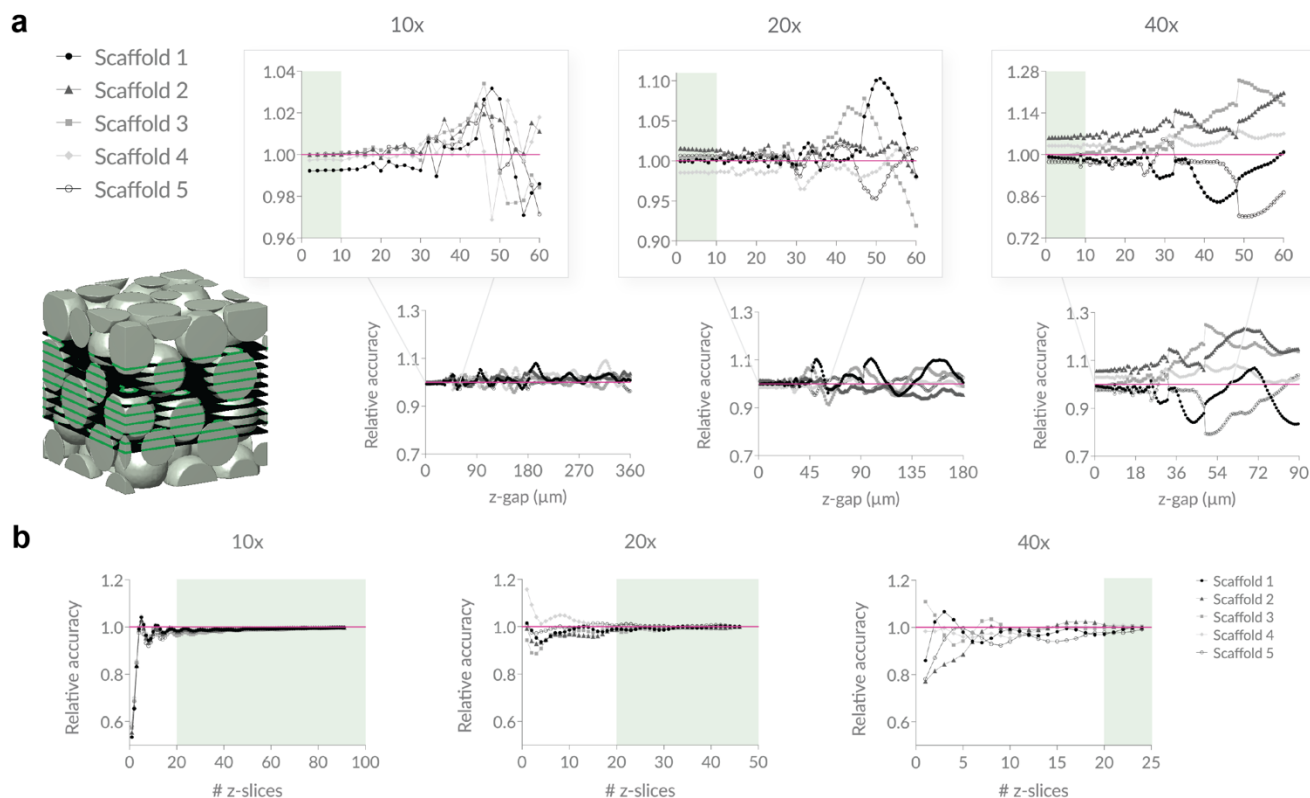 a
10x
20x
40x
Scaffold 1
Scaffold 2
Scaffold 3
Scaffold 4
Scaffold 5
1.04
1.02
1.00
0.98
0.96
0 10 20 30 40 50 60
1.10
1.05
1.00
0.95
0.90
0 10 20 30 40 50 60
1.28
1.14
1.00
0.86
0.72
0 10 20 30 40 50 60
Relative accuracy
1.3
1.1
0.9
0.7
0 90 180 270 360
z-gap (μm)
Relative accuracy
1.3
1.1
0.9
0.7
0 45 90 135 180
z-gap (μm)
Relative accuracy
1.3
1.1
0.9
0.7
0 18 36 54 72 90
z-gap (μm)
b
10x
20x
40x
Relative accuracy
1.2
1.0
0.8
0.6
0 20 40 60 80 100
# z-slices
Relative accuracy
1.2
1.0
0.8
0.6
0 10 20 30 40 50
# z-slices
Relative accuracy
1.2
1.0
0.8
0.6
0 5 10 15 20 25
# z-slices
Scaffold 1
Scaffold 2
Scaffold 3
Scaffold 4
Scaffold 5